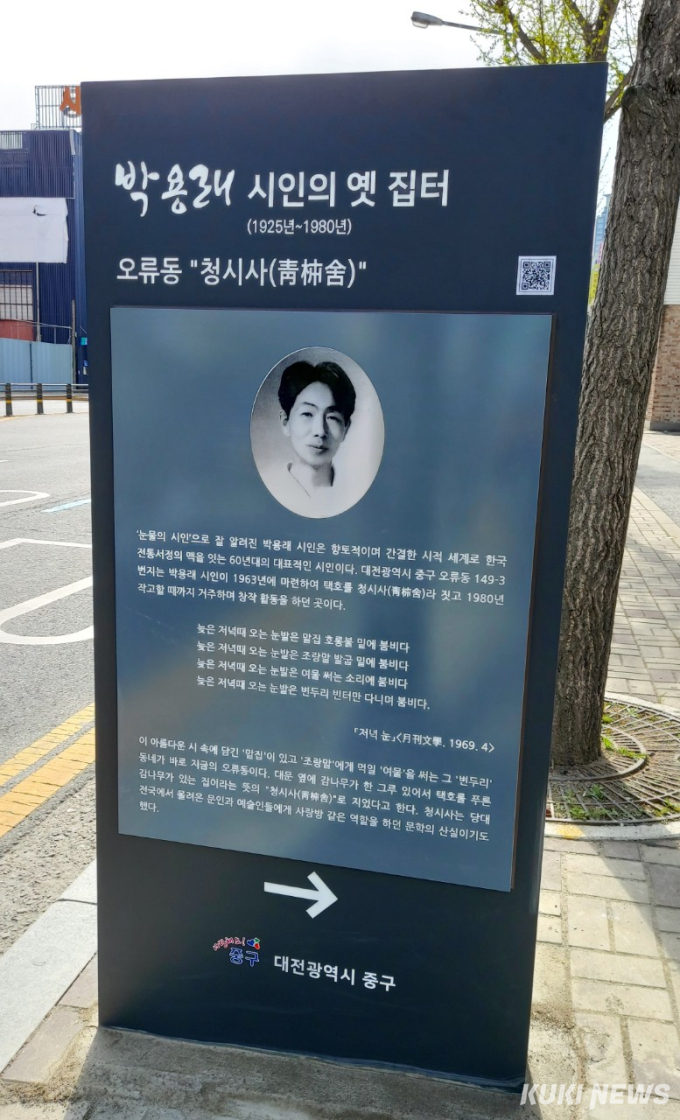 박용래 시인의 옛 집터
(1925년~1980년)
오류동 "청시사(靑枾舍)"
'눈물의 시인'으로 잘 알려진 박용래 시인은 향토적이며 간결한 시적 세계로 한국
전통서정의 맥을 잇는 60년대의 대표적인 시인이다. 대전광역시 중구 오류동 149-3
번지는 박용래 시인이 1963년에 마련하여 택호를 청시사(靑枾舍)라 짓고 1980년
작고할 때까지 거주하며 창작 활동을 하던 곳이다.
늦은 저녁때 오는 눈발은 말집 호롱불 밑에 붐비다
늦은 저녁때 오는 눈발은 조랑말 발굽 밑에 붐비다
늦은 저녁때 오는 눈발은 여물 써는 소리에 붐비다
늦은 저녁때 오는 눈발은 변두리 빈터만 다니며 붐비다.
「저녁 눈」<月刊文學, 1969. 4>
이 아름다운 시 속에 담긴 '말집'이 있고 '조랑말'에게 먹일 '여물'을 써는 그 '변두리'
동네가 바로 지금의 오류동이다. 대문 옆에 감나무가 한 그루 있어서 택호를 푸른
감나무가 있는 집이라는 뜻의 "청시사(靑枾舍)"로 지었다고 한다. 청시사는 당대
전국에서 몰려온 문인과 예술인들에게 사랑방 같은 역할을 하던 문학의 산실이기도
했다.
중구 대전광역시 중구
KUKI NEWS